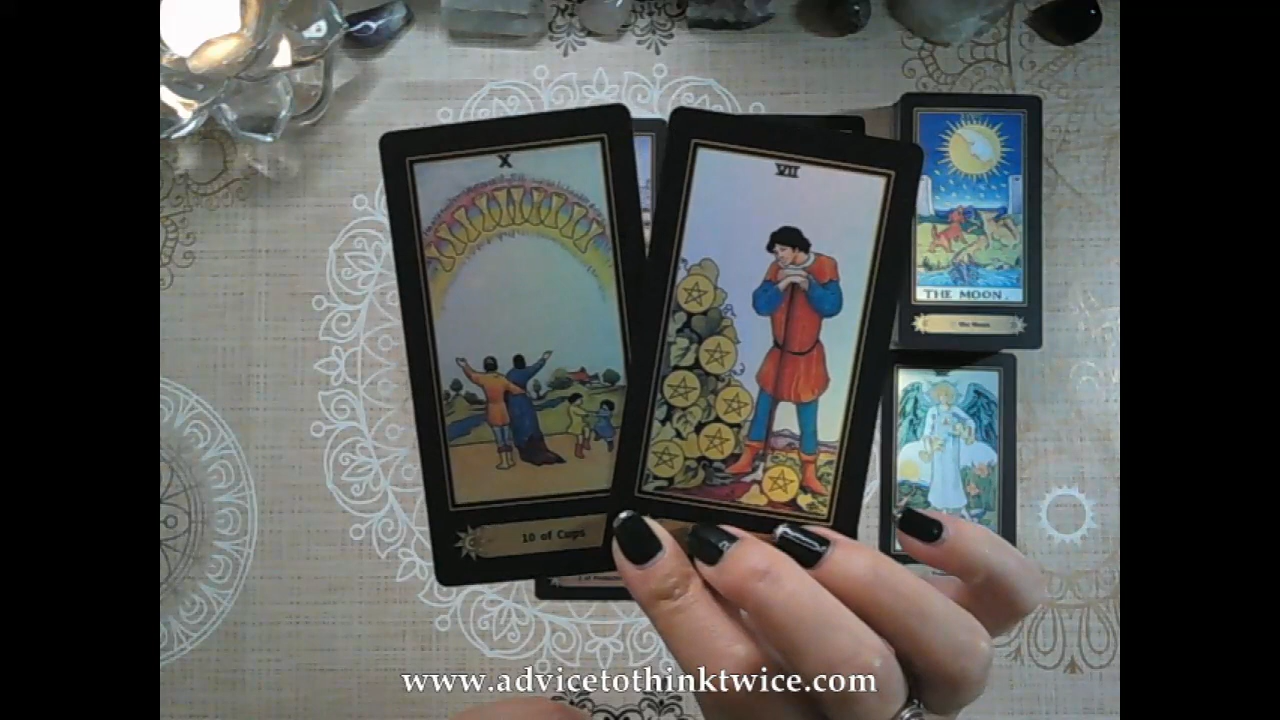 X
VII
THE MOON.
The Moon
10 of Cups
www.advicetothinktwice.com